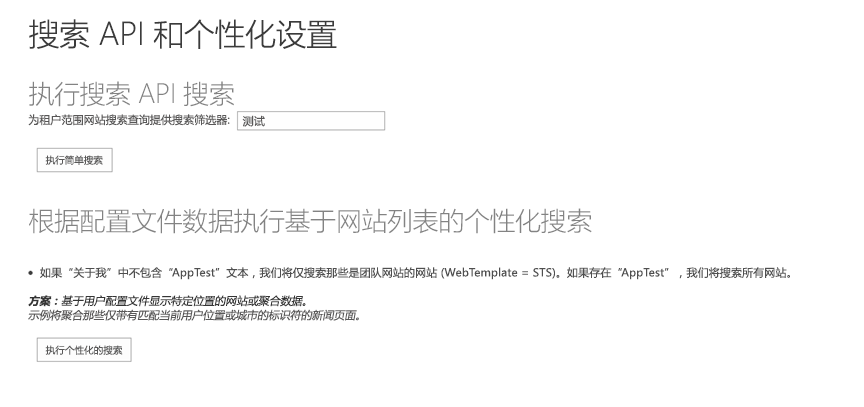 搜索 API 和个性化设置
执行搜索 API 搜索
为租户范围网站搜索查询提供搜索筛选器: 测试
执行简单搜索
根据配置文件数据执行基于网站列表的个性化搜索
• 如果“关于我”中不包含“AppTest”文本，我们将仅搜索那些是团队网站的网站 (WebTemplate = STS)。如果存在“AppTest”，我们将搜索所有网站。
方案：基于用户配置文件显示特定位置的网站或聚合数据。
示例将聚合那些仅带有匹配当前用户位置或城市的标识符的新闻页面。
执行个性化的搜索